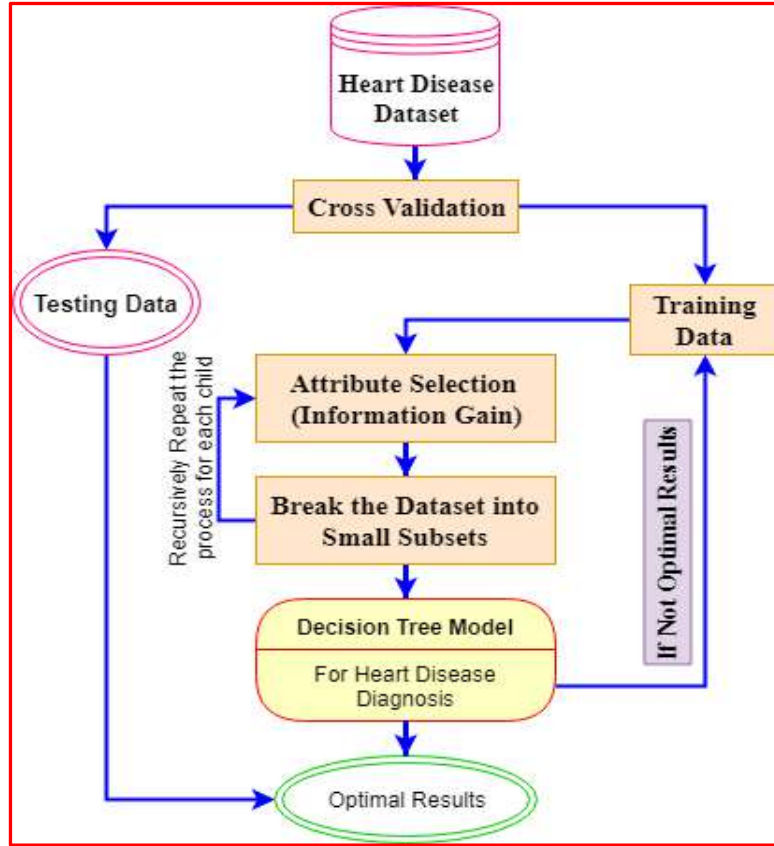 Heart Disease
Dataset
Cross Validation
Testing Data
Training
Data
Attribute Selection
(Information Gain)
Recursively Repeat the
process for each child
Break the Dataset into
Small Subsets
If Not Optimal Results
Decision Tree Model
For Heart Disease
Diagnosis
Optimal Results